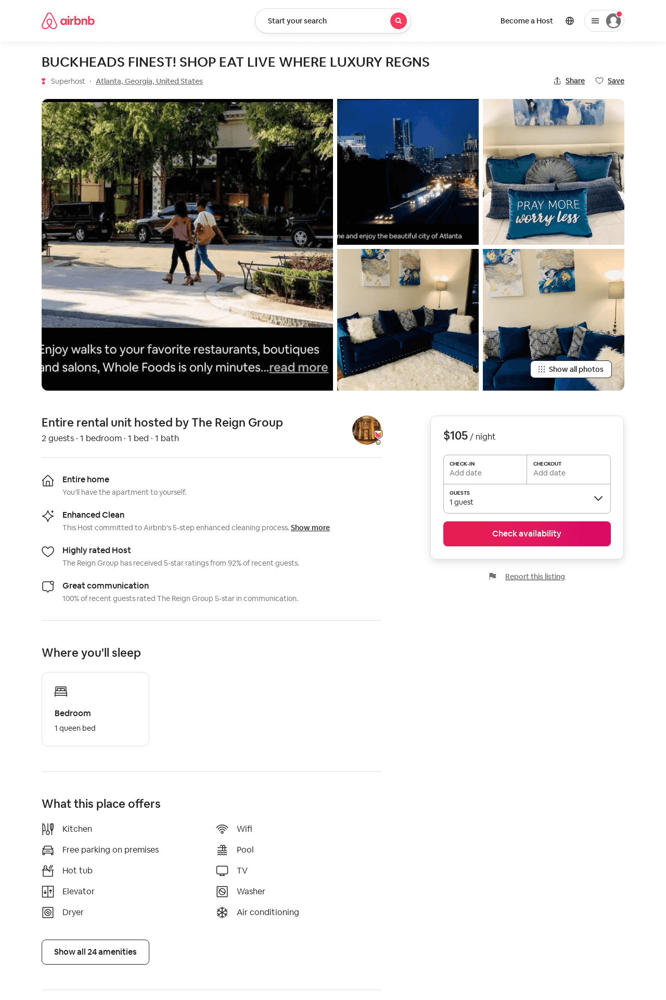 airbnb
Start your search
Become a Host
BUCKHEADS FINEST! SHOP EAT LIVE WHERE LUXURY REGNS
Superhost · Atlanta, Georgia, United States
Share
Save
Enjoy walks to your favorite restaurants, boutiques
and salons, Whole Foods is only minutes...read more
me and enjoy the beautiful city of Atlanta
PRAY MORE
worry less
Show all photos
Entire rental unit hosted by The Reign Group
2 guests · 1 bedroom · 1 bed · 1 bath
Entire home
You’ll have the apartment to yourself.
Enhanced Clean
This Host committed to Airbnb's 5-step enhanced cleaning process. Show more
Highly rated Host
The Reign Group has received 5-star ratings from 92% of recent guests.
Great communication
100% of recent guests rated The Reign Group 5-star in communication.
$105 / night
CHECK-IN
Add date
CHECKOUT
Add date
GUESTS
1 guest
Check availability
Report this listing
Where you'll sleep
Bedroom
1 queen bed
What this place offers
Kitchen
Wifi
Free parking on premises
Pool
Hot tub
TV
Elevator
Washer
Dryer
Air conditioning
Show all 24 amenities